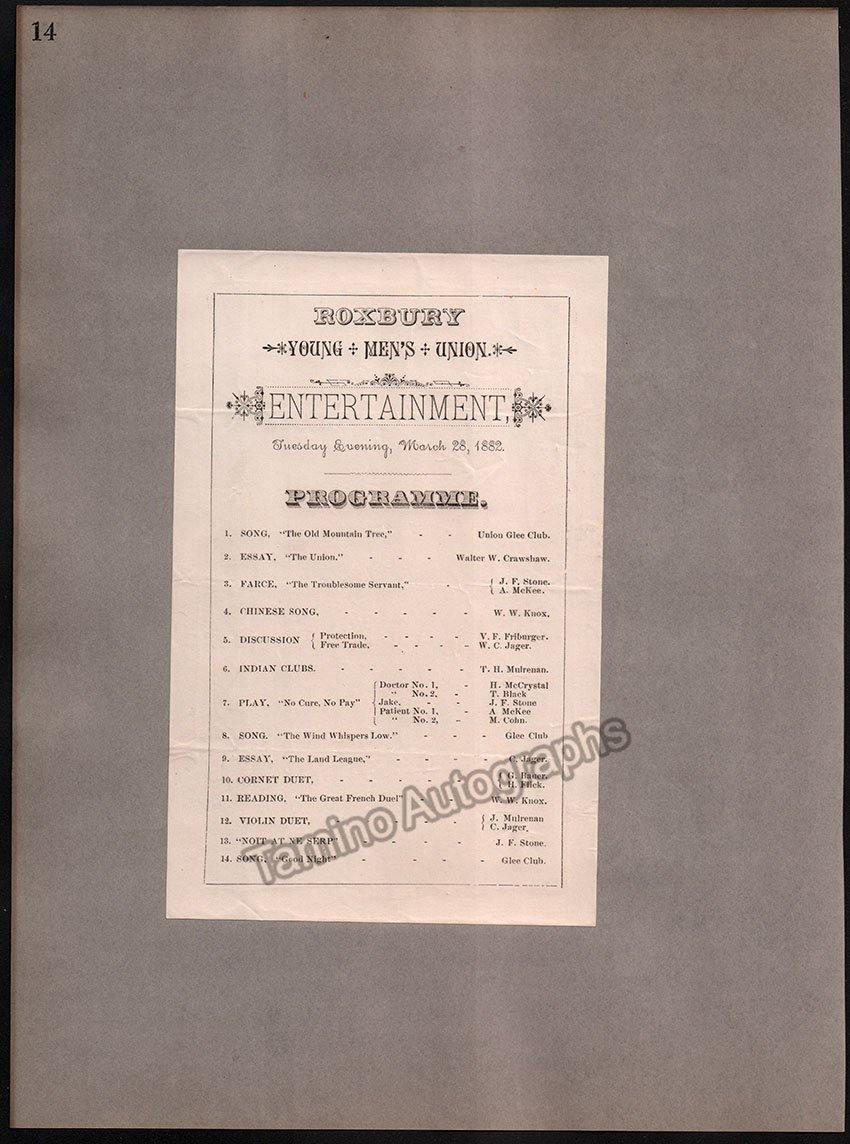 14
ROXBURY
YOUNG MEN'S UNION.
ENTERTAINMENT,
Tuesday Evening, March 28, 1882.
PROGRAMME.
1. SONG, "The Old Mountain Tree," - - Union Glee Club.
2. ESSAY, "The Union." - - - Walter W. Crawshaw.
3. FARCE, "The Troublesome Servant," - { J. F. Stone.
{ A. McKee.
4. CHINESE SONG, - - - - - W. W. Knox,
5. DISCUSSION { Protection, - - - - V. F. Friburger.
{ Free Trade, - - - - W. C. Jager.
6. INDIAN CLUBS. - - - - - T. H. Mulrenan.
7. PLAY, "No Cure, No Pay" { Doctor No. 1, - H. McCrystal
" No. 2, - T. Black
Jake, - - J. F. Stone
Patient No. 1, - A McKee
" No. 2, - M. Cohn.
8. SONG. "The Wind Whispers Low." - - - Glee Club
9. ESSAY, "The Land League," - - - - C. Jager.
10. CORNET DUET, - - - - - { G. Bauer.
{ H. Flick.
11. READING, "The Great French Duel" - - W. W. Knox.
12. VIOLIN DUET, - - - - { J. Mulrenan
{ C. Jager.
13. "NOIT AT NE SERP" - - - - J. F. Stone.
14. SONG, "Good Night" - - - - Glee Club.
Tamino Autographs